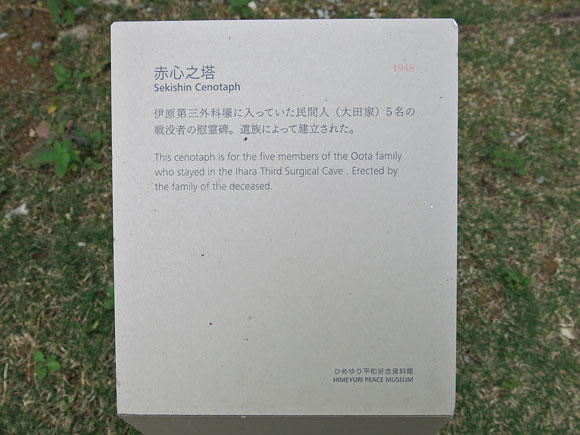 赤心之塔
1948
Sekishin Cenotaph
伊原第三外科壕に入っていた民間人（大田家）５名の
戦没者の慰霊碑。遺族によって建立された。
This cenotaph is for the five members of the Oota family
who stayed in the Ihara Third Surgical Cave . Erected by
the family of the deceased.
ひめゆり平和祈念資料館
HIMEYURI PEACE MUSEUM